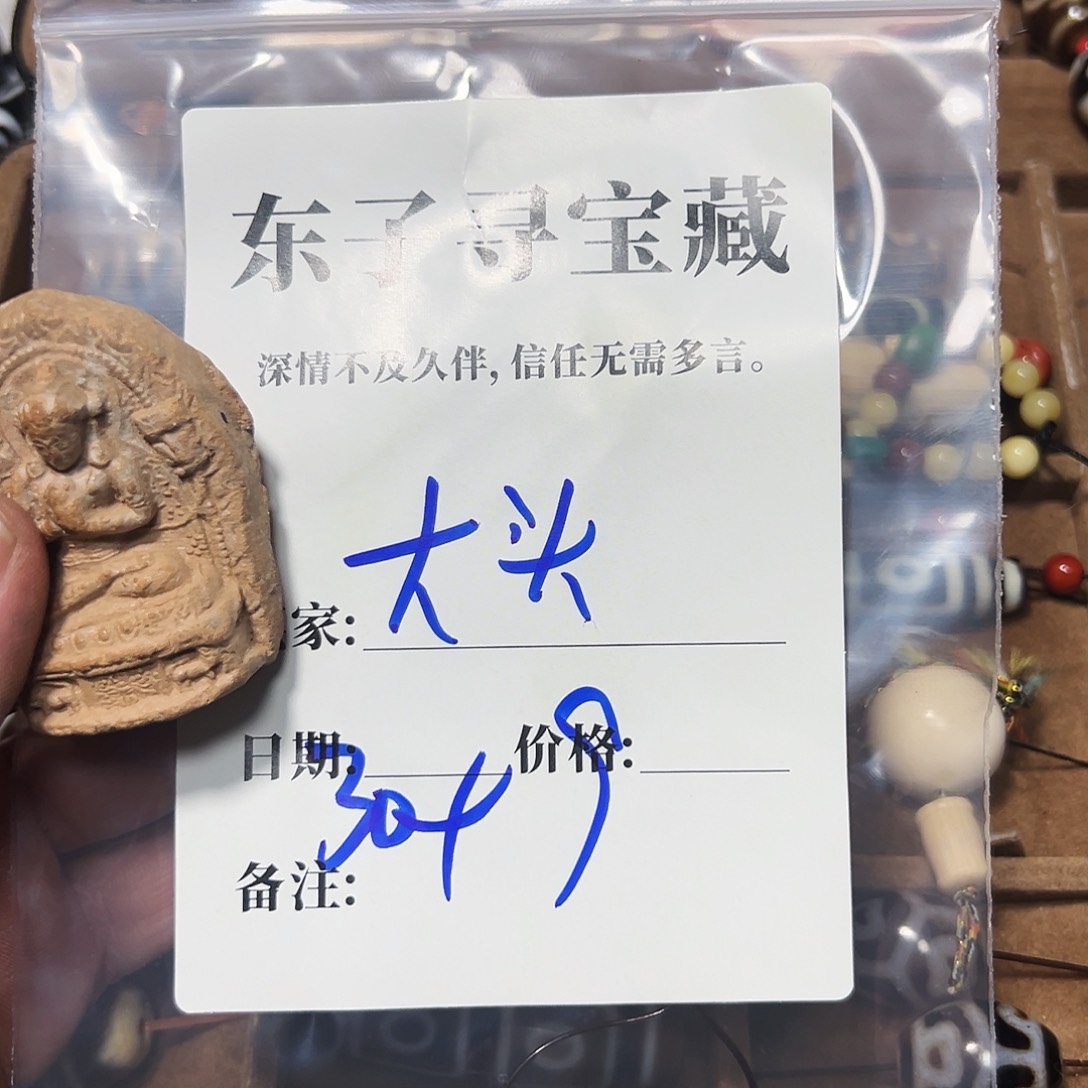 东子寻宝藏
深情不及久伴,信任无需多言。
家: 大头
日期: 价格:
3049
备注: